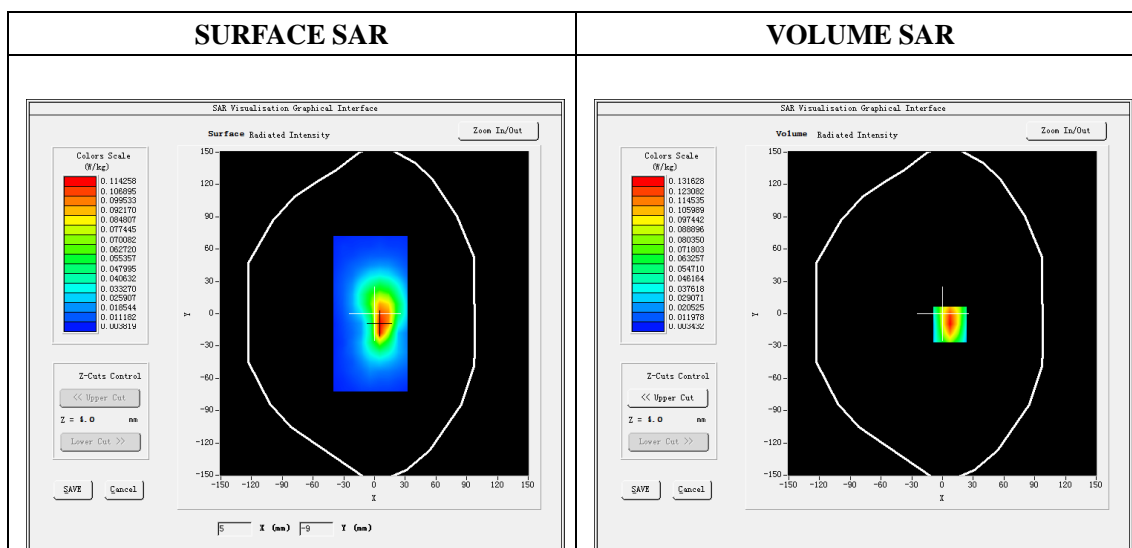 SURFACE SAR
VOLUME SAR
SAR Visualisation Graphical Interface
Surface Radiated Intensity
Zoom In/Out
Colors Scale
(W/kg)
0.114258
0.106895
0.099533
0.092170
0.084807
0.077445
0.070082
0.062720
0.055357
0.047995
0.040632
0.033270
0.025907
0.018544
0.011182
0.003819
150
120
90
60
30
0
-30
-60
-90
-120
-150
Y
-150 -120 -90 -60 -30 0 30 60 90 120 150
X
Z-Cuts Control
<< Upper Cut
Z = 4.0 mm
Lower Cut >>
SAVE Cancel
5 X (mm) -9 Y (mm)
SAR Visualisation Graphical Interface
Volume Radiated Intensity
Zoom In/Out
Colors Scale
(W/kg)
0.131628
0.123082
0.114535
0.105989
0.097442
0.088896
0.080350
0.071803
0.063257
0.054710
0.046164
0.037618
0.029071
0.020525
0.011978
0.003432
150
120
90
60
30
0
-30
-60
-90
-120
-150
Y
-150 -120 -90 -60 -30 0 30 60 90 120 150
X
Z-Cuts Control
<< Upper Cut
Z = 4.0 mm
Lower Cut >>
SAVE Cancel